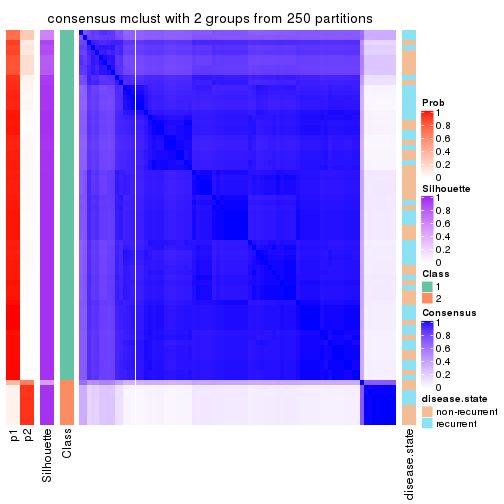 consensus mclust with 2 groups from 250 partitions
Prob
1
0.8
0.6
0.4
0.2
0
Silhouette
1
0.8
0.6
0.4
0.2
0
Class
1
2
Consensus
1
0.8
0.6
0.4
0.2
0
disease.state
non-recurrent
recurrent
p1
p2
Silhouette
Class
disease.state